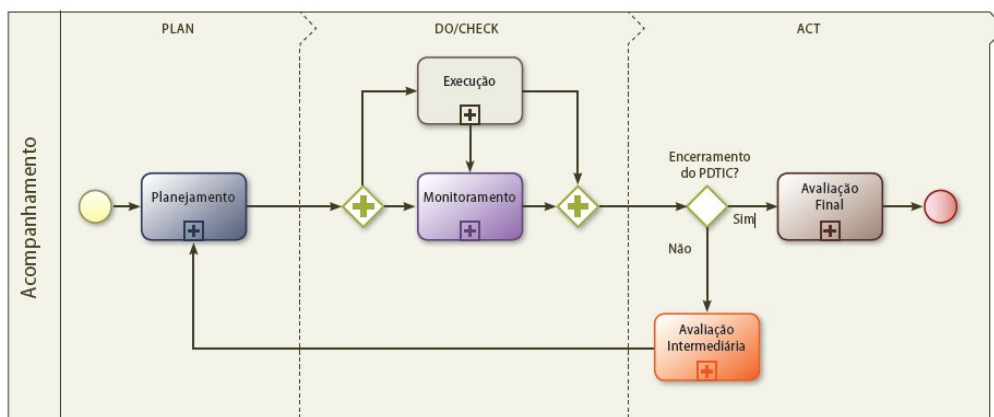 PLAN
DO/CHECK
ACT
Acompanhamento
Planejamento
Execução
Monitoramento
Encerramento
do PDTIC?
Sim
Não
Avaliação
Final
Avaliação
Intermediária